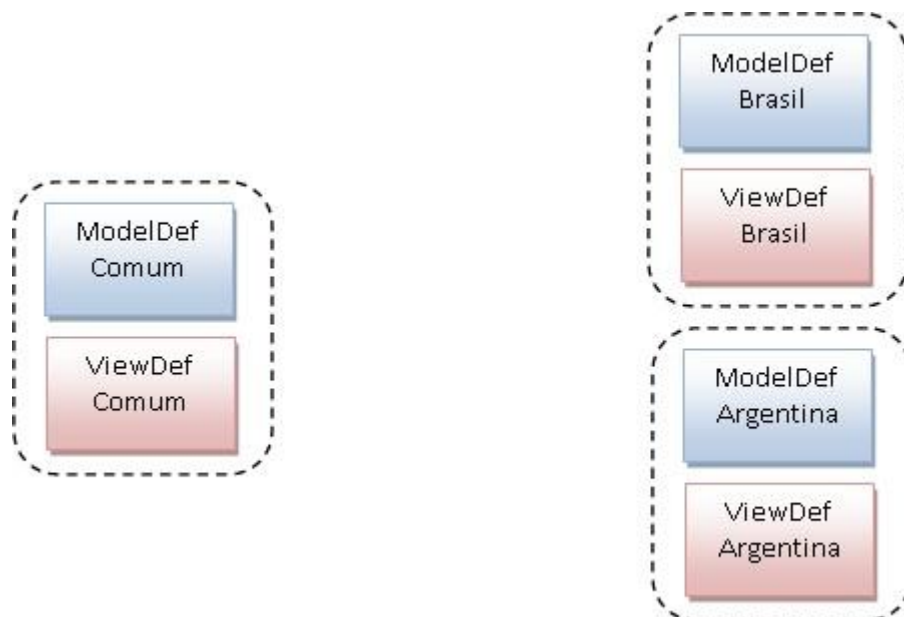 ModelDef
Comum
ViewDef
Comum
ModelDef
Brasil
ViewDef
Brasil
ModelDef
Argentina
ViewDef
Argentina